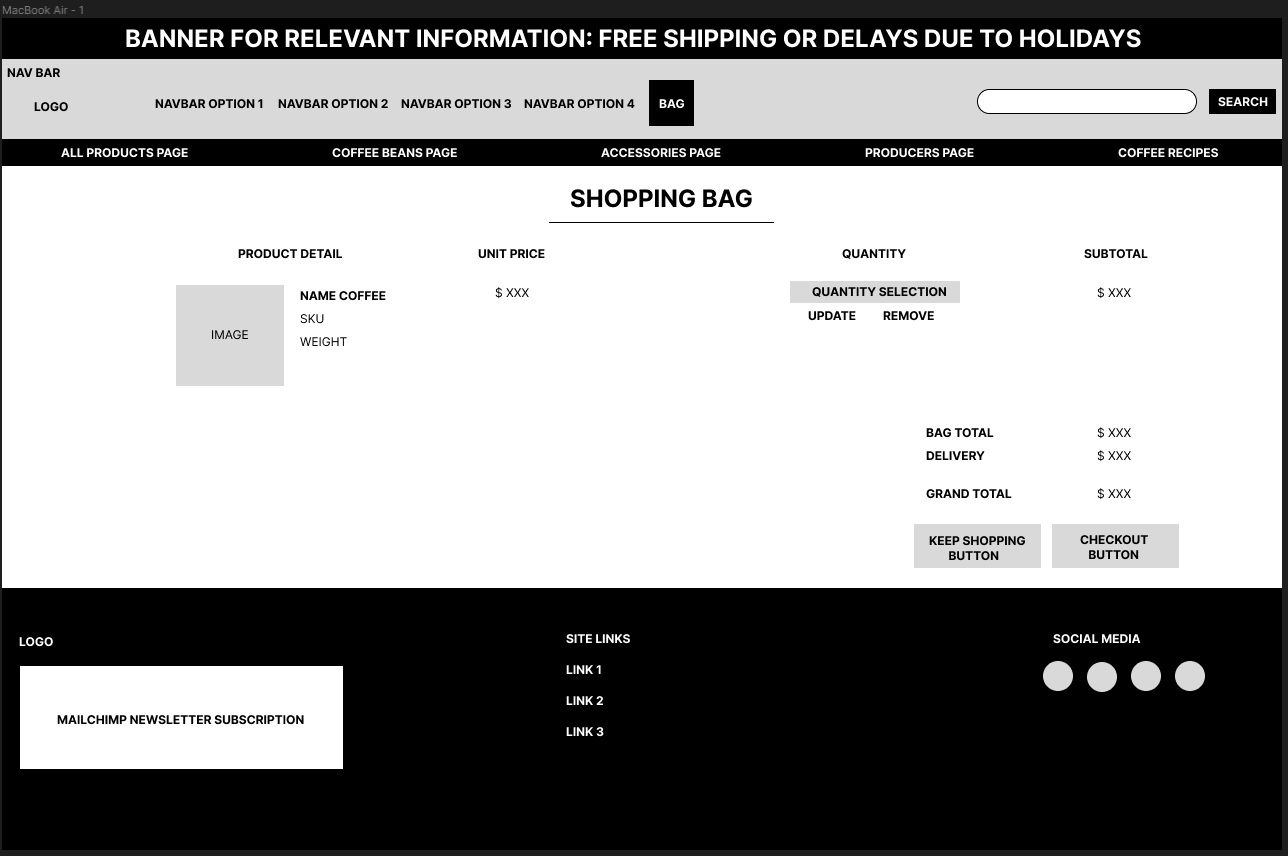 MacBook Air - 1
BANNER FOR RELEVANT INFORMATION: FREE SHIPPING OR DELAYS DUE TO HOLIDAYS
NAV BAR
LOGO
NAVBAR OPTION 1
NAVBAR OPTION 2
NAVBAR OPTION 3
NAVBAR OPTION 4
BAG
SEARCH
ALL PRODUCTS PAGE
COFFEE BEANS PAGE
ACCESSORIES PAGE
PRODUCERS PAGE
COFFEE RECIPES
SHOPPING BAG
PRODUCT DETAIL
UNIT PRICE
QUANTITY
SUBTOTAL
IMAGE
NAME COFFEE
SKU
WEIGHT
$ XXX
QUANTITY SELECTION
UPDATE
REMOVE
$ XXX
BAG TOTAL
$ XXX
DELIVERY
$ XXX
GRAND TOTAL
$ XXX
KEEP SHOPPING
BUTTON
CHECKOUT
BUTTON
LOGO
MAILCHIMP NEWSLETTER SUBSCRIPTION
SITE LINKS
LINK 1
LINK 2
LINK 3
SOCIAL MEDIA